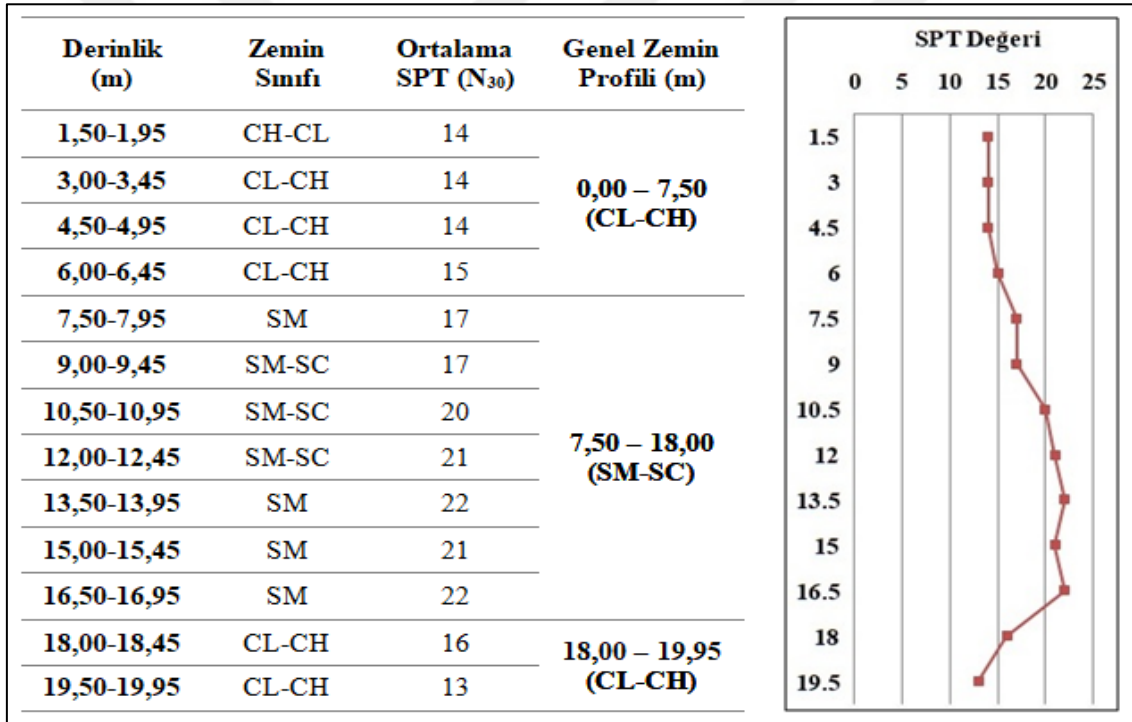 Derinlik (m) Zemin Sınıfı Ortalama SPT (N₃₀) Genel Zemin Profili (m)
1,50-1,95 CH-CL 14
3,00-3,45 CL-CH 14
0,00 – 7,50
(CL-CH)
4,50-4,95 CL-CH 14
6,00-6,45 CL-CH 15
7,50-7,95 SM 17
9,00-9,45 SM-SC 17
10,50-10,95 SM-SC 20
12,00-12,45 SM-SC 21
7,50 – 18,00
(SM-SC)
13,50-13,95 SM 22
15,00-15,45 SM 21
16,50-16,95 SM 22
18,00-18,45 CL-CH 16
18,00 – 19,95
(CL-CH)
19,50-19,95 CL-CH 13
SPT Değeri
0 5 10 15 20 25
1.5
3
4.5
6
7.5
9
10.5
12
13.5
15
16.5
18
19.5